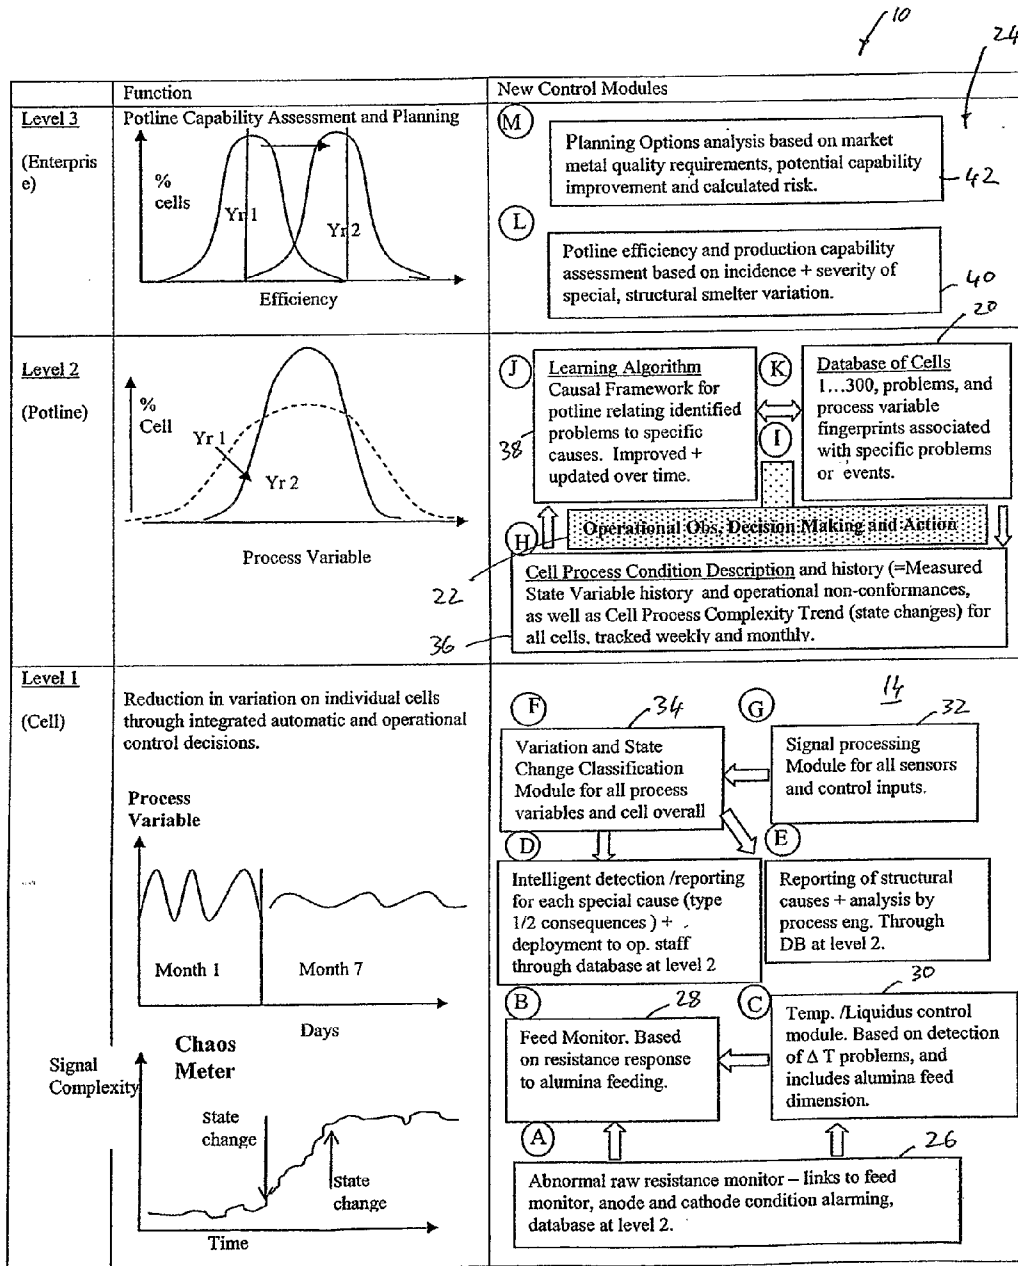 10
24
Function
New Control Modules
Level 3
(Enterpris
e)
Potline Capability Assessment and Planning
%
cells
Yr 1
Yr 2
Efficiency
M
Planning Options analysis based on market
metal quality requirements, potential capability
improvement and calculated risk.
42
L
Potline efficiency and production capability
assessment based on incidence + severity of
special, structural smelter variation.
40
20
Level 2
(Potline)
%
Cell
Yr 1
Yr 2
Process Variable
J
Learning Algorithm
Causal Framework for
potline relating identified
problems to specific
causes. Improved +
updated over time.
38
K
I
Database of Cells
1...300, problems, and
process variable
fingerprints associated
with specific problems
or events.
H
Operational Obs, Decision Making and Action
22
Cell Process Condition Description and history (=Measured
State Variable history and operational non-conformances,
as well as Cell Process Complexity Trend (state changes) for
all cells, tracked weekly and monthly.
36
Level 1
(Cell)
Reduction in variation on individual cells
through integrated automatic and operational
control decisions.
Process
Variable
Month 1
Month 7
Days
Signal
Complexity
Chaos
Meter
State
change
State
change
Time
14
F
34
Variation and State
Change Classification
Module for all process
variables and cell overall
G
32
Signal processing
Module for all sensors
and control inputs.
D
Intelligent detection /reporting
for each special cause (type
1/2 consequences ) +
deployment to op. staff
through database at level 2
E
Reporting of structural
causes + analysis by
process eng. Through
DB at level 2.
B
28
Feed Monitor. Based
on resistance response
to alumina feeding.
C
30
Temp. /Liquidus control
module. Based on detection
of Δ T problems, and
includes alumina feed
dimension.
A
26
Abnormal raw resistance monitor – links to feed
monitor, anode and cathode condition alarming,
database at level 2.